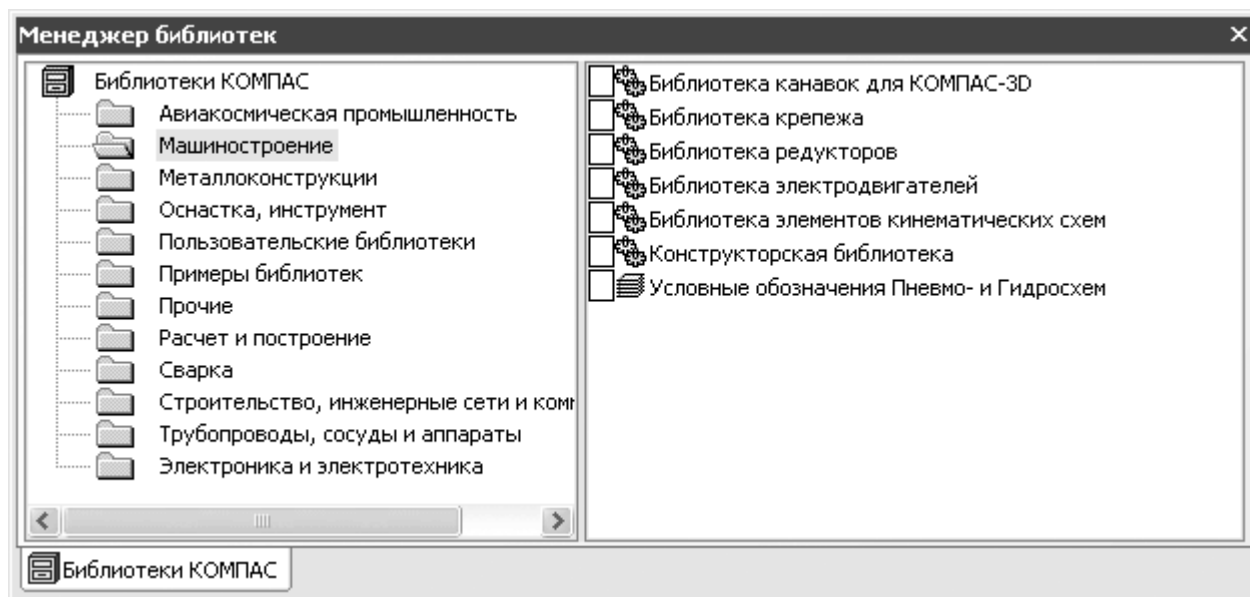 Менеджер библиотек
Библиотеки КОМПАС
Авиакосмическая промышленность
Машиностроение
Металлоконструкции
Оснастка, инструмент
Пользовательские библиотеки
Примеры библиотек
Прочие
Расчет и построение
Сварка
Строительство, инженерные сети и ком
Трубопроводы, сосуды и аппараты
Электроника и электротехника
Библиотека канавок для КОМПАС-3D
Библиотека крепежа
Библиотека редукторов
Библиотека электродвигателей
Библиотека элементов кинематических схем
Конструкторская библиотека
Условные обозначения Пневмо- и Гидросхем
Библиотеки КОМПАС